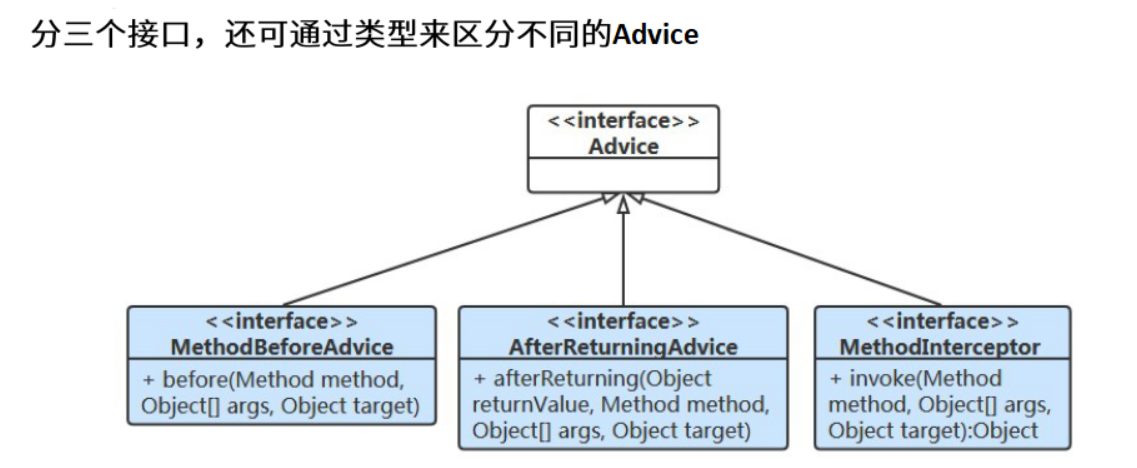 分三个接口，还可通过类型来区分不同的Advice
<<interface>>
Advice
<<interface>>
MethodBeforeAdvice
+ before(Method method,
Object[] args, Object target)
<<interface>>
AfterReturningAdvice
+ afterReturning(Object
returnValue, Method method,
Object[] args, Object target)
<<interface>>
MethodInterceptor
+ invoke(Method
method, Object[] args,
Object target):Object